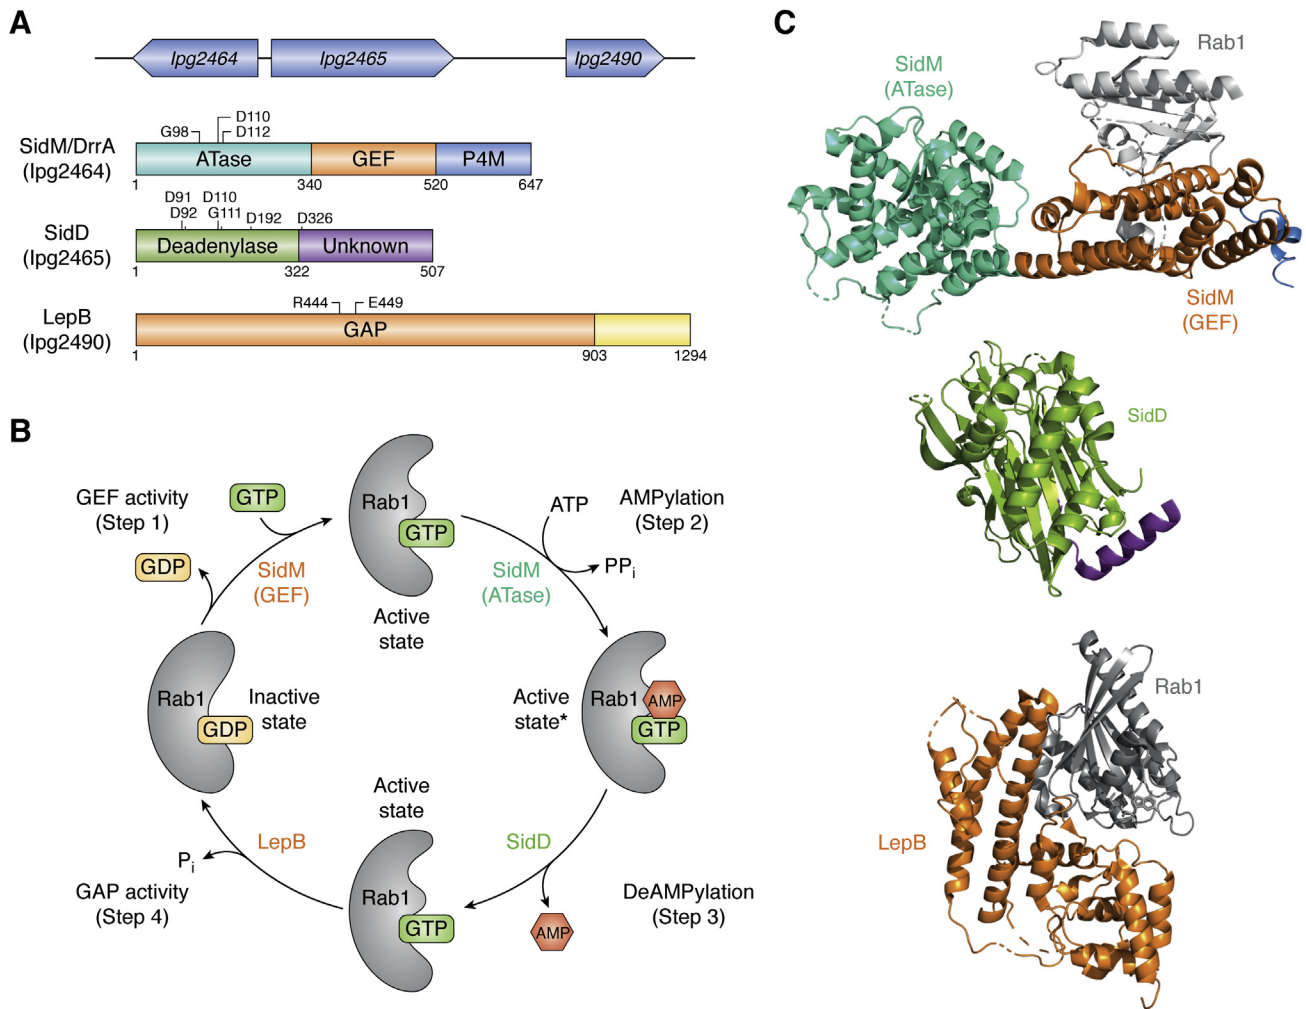 A
lpg2464
lpg2465
lpg2490
SidM/DrrA
(lpg2464)
G98
D110
D112
ATase
GEF
P4M
1
340
520
647
SidD
(lpg2465)
D91
D110
D92
G111
D192
D326
Deadenylase
Unknown
1
322
507
LepB
(lpg2490)
R444
E449
GAP
1
903
1294
B
GEF activity
(Step 1)
GTP
GDP
SidM
(GEF)
Rab1
GTP
Active
state
ATP
AMPylation
(Step 2)
PPi
SidM
(ATase)
Rab1
GDP
Inactive
state
Active
state*
Rab1
AMP
GTP
Active
state
LepB
Pi
GAP activity
(Step 4)
Rab1
GTP
SidD
AMP
DeAMPylation
(Step 3)
C
SidM
(ATase)
Rab1
SidM
(GEF)
SidD
Rab1
LepB